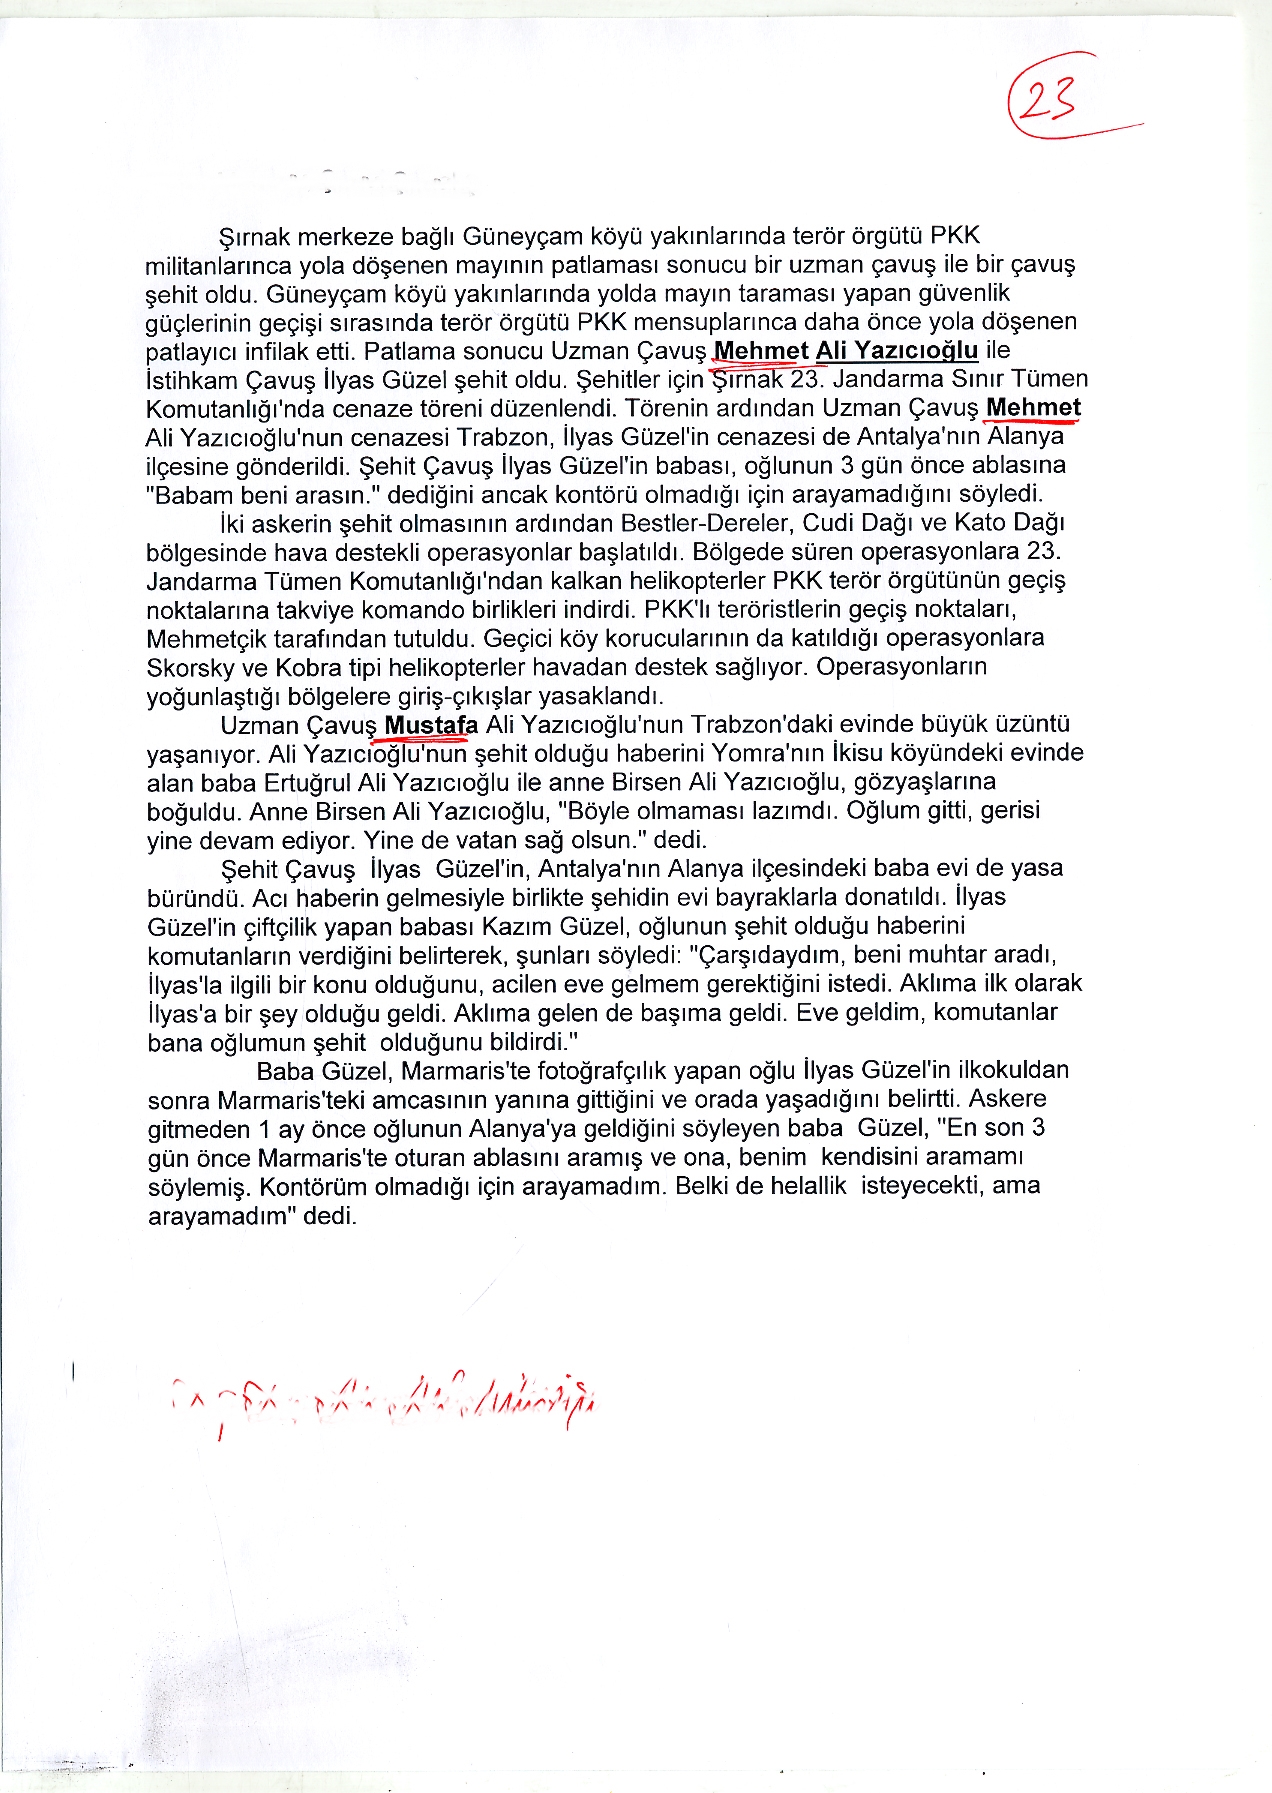 23
Şırnak merkeze bağlı Güneyçam köyü yakınlarında terör örgütü PKK
militanlarınca yola döşenen mayının patlaması sonucu bir uzman çavuş ile bir çavuş
şehit oldu. Güneyçam köyü yakınlarında yolda mayın taraması yapan güvenlik
güçlerinin geçişi sırasında terör örgütü PKK mensuplarınca daha önce yola döşenen
patlayıcı infilak etti. Patlama sonucu Uzman Çavuş Mehmet Ali Yazıcıoğlu ile
İstihkam Çavuş İlyas Güzel şehit oldu. Şehitler için Şırnak 23. Jandarma Sınır Tümen
Komutanlığı'nda cenaze töreni düzenlendi. Törenin ardından Uzman Çavuş Mehmet
Ali Yazıcıoğlu'nun cenazesi Trabzon, İlyas Güzel'in cenazesi de Antalya'nın Alanya
ilçesine gönderildi. Şehit Çavuş İlyas Güzel'in babası, oğlunun 3 gün önce ablasına
"Babam beni arasın." dediğini ancak kontörü olmadığı için arayamadığını söyledi.
İki askerin şehit olmasının ardından Bestler-Dereler, Cudi Dağı ve Kato Dağı
bölgesinde hava destekli operasyonlar başlatıldı. Bölgede süren operasyonlara 23.
Jandarma Tümen Komutanlığı'ndan kalkan helikopterler PKK terör örgütünün geçiş
noktalarına takviye komando birlikleri indirdi. PKK'lı teröristlerin geçiş noktaları,
Mehmetçik tarafından tutuldu. Geçici köy korucularının da katıldığı operasyonlara
Skorsky ve Kobra tipi helikopterler havadan destek sağlıyor. Operasyonların
yoğunlaştığı bölgelere giriş-çıkışlar yasaklandı.
Uzman Çavuş Mustafa Ali Yazıcıoğlu'nun Trabzon'daki evinde büyük üzüntü
yaşanıyor. Ali Yazıcıoğlu'nun şehit olduğu haberini Yomra'nın İkisu köyündeki evinde
alan baba Ertuğrul Ali Yazıcıoğlu ile anne Birsen Ali Yazıcıoğlu, gözyaşlarına
boğuldu. Anne Birsen Ali Yazıcıoğlu, "Böyle olmaması lazımdı. Oğlum gitti, gerisi
yine devam ediyor. Yine de vatan sağ olsun." dedi.
Şehit Çavuş İlyas Güzel'in, Antalya'nın Alanya ilçesindeki baba evi de yasa
büründü. Acı haberin gelmesiyle birlikte şehidin evi bayraklarla donatıldı. İlyas
Güzel'in çiftçilik yapan babası Kazım Güzel, oğlunun şehit olduğu haberini
komutanların verdiğini belirterek, şunları söyledi: "Çarşıdaydım, beni muhtar aradı,
İlyas'la ilgili bir konu olduğunu, acilen eve gelmem gerektiğini istedi. Aklıma ilk olarak
İlyas'a bir şey olduğu geldi. Aklıma gelen de başıma geldi. Eve geldim, komutanlar
bana oğlumun şehit olduğunu bildirdi."
Baba Güzel, Marmaris'te fotoğrafçılık yapan oğlu İlyas Güzel'in ilkokuldan
sonra Marmaris'teki amcasının yanına gittiğini ve orada yaşadığını belirtti. Askere
gitmeden 1 ay önce oğlunun Alanya'ya geldiğini söyleyen baba Güzel, "En son 3
gün önce Marmaris'te oturan ablasını aramış ve ona, benim kendisini aramamı
söylemiş. Kontörüm olmadığı için arayamadım. Belki de helallik isteyecekti, ama
arayamadım" dedi.